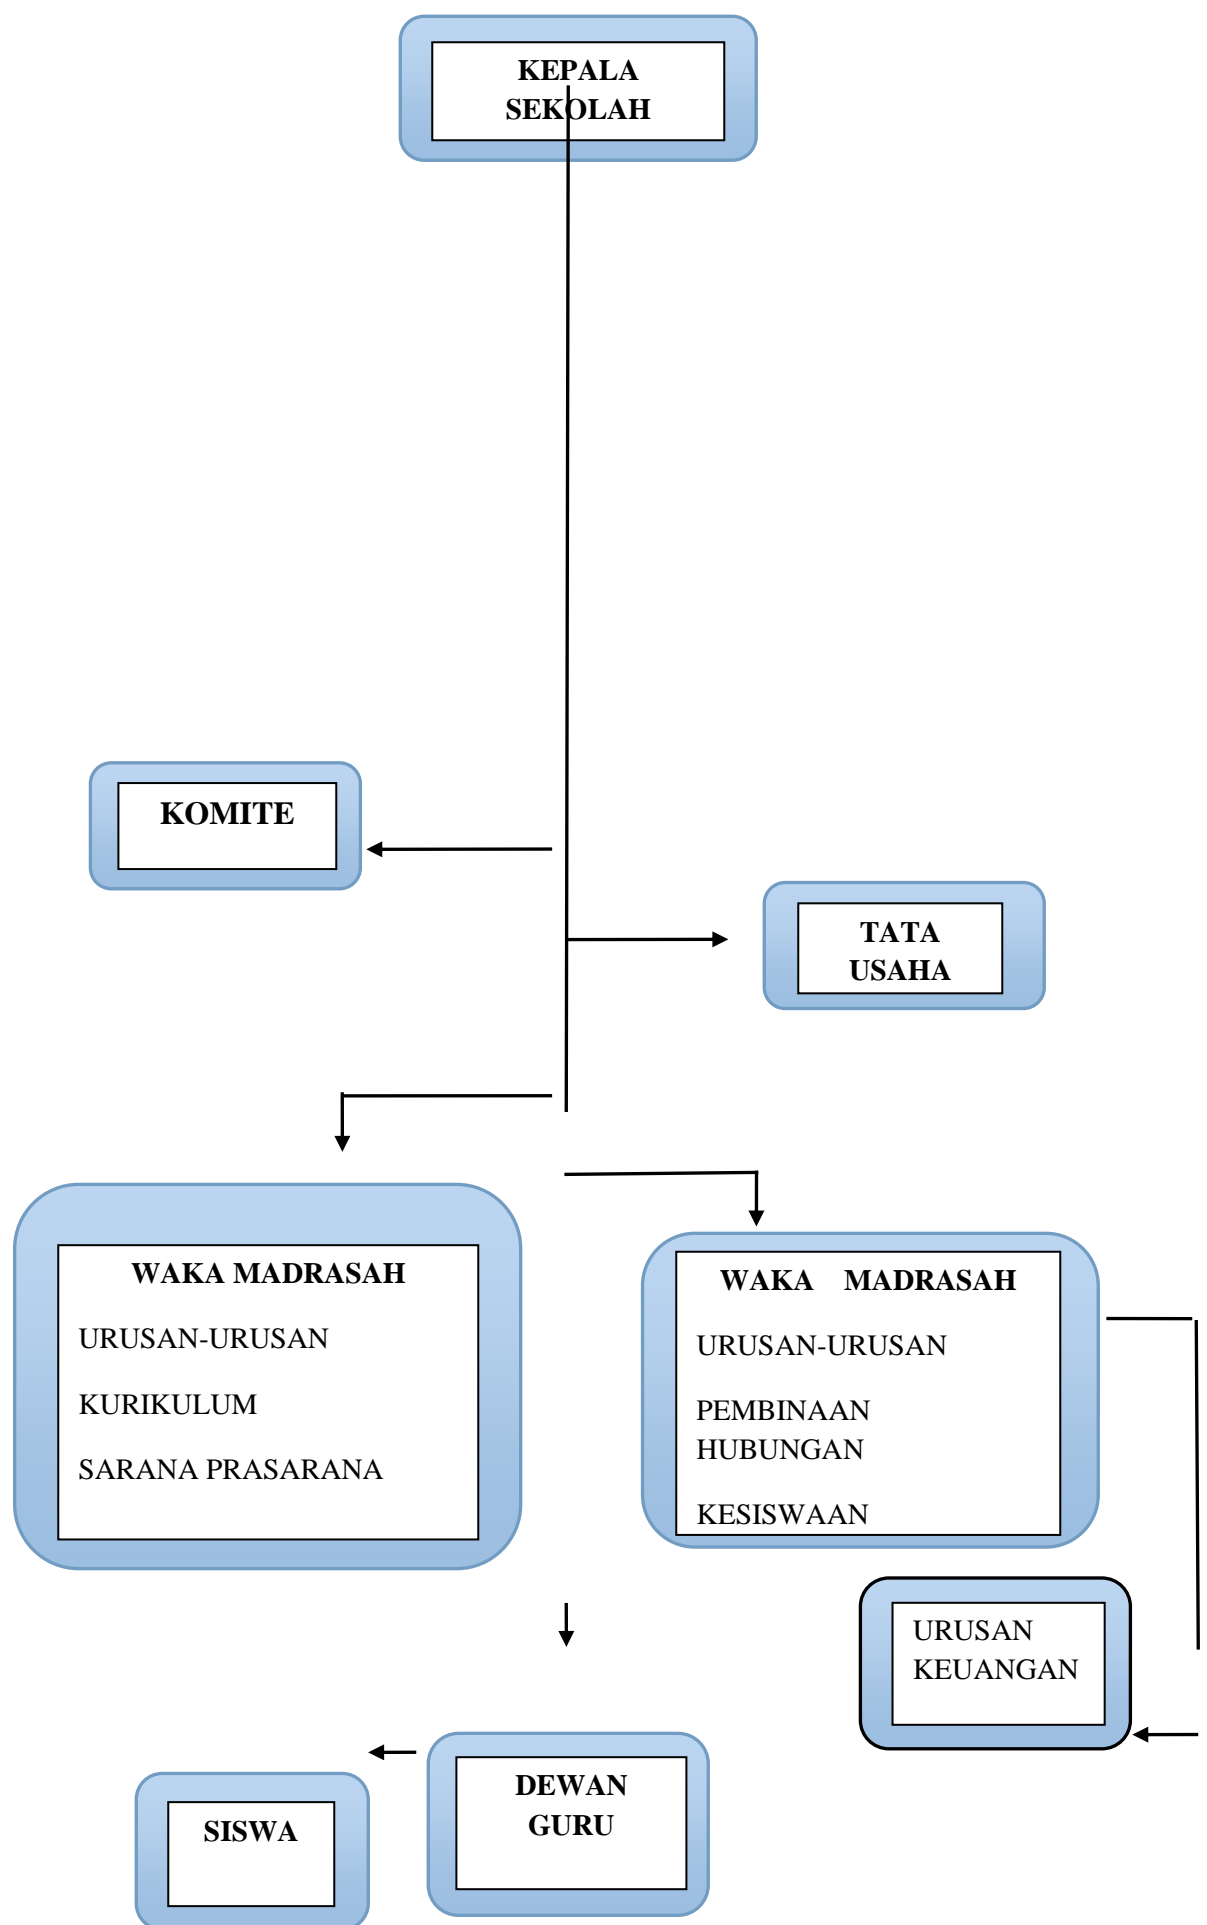 KEPALA
SEKOLAH
KOMITE
TATA
USAHA
WAKA MADRASAH
URUSAN-URUSAN
KURIKULUM
SARANA PRASARANA
WAKA MADRASAH
URUSAN-URUSAN
PEMBINAAN
HUBUNGAN
KESISWAAN
URUSAN
KEUANGAN
DEWAN
GURU
SISWA